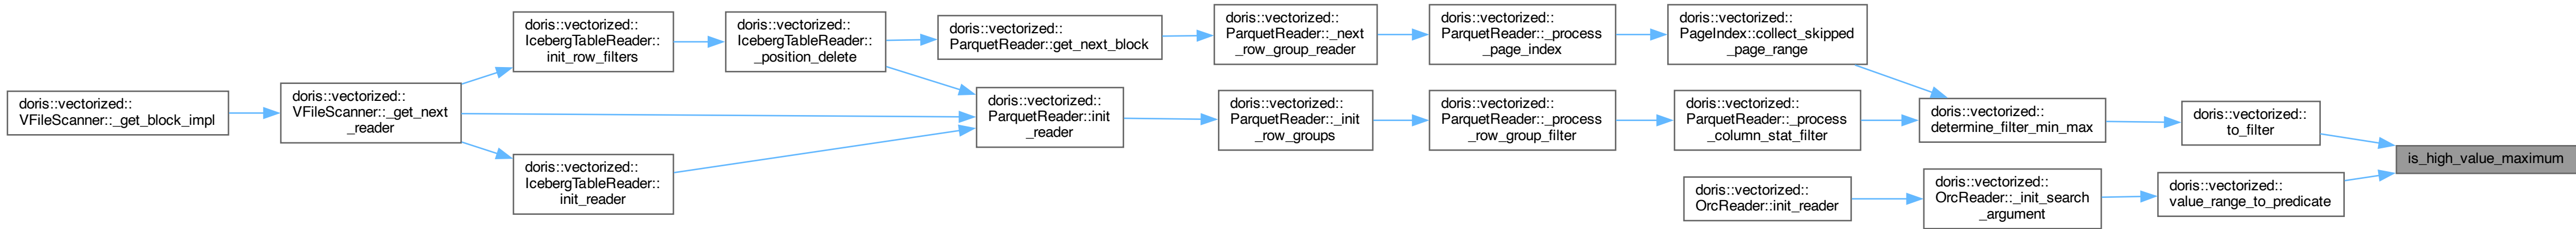 doris::vectorized::
VFileScanner::_get_block_impl
doris::vectorized::
VFileScanner::_get_next
_reader
doris::vectorized::
IcebergTableReader::
init_row_filters
doris::vectorized::
IcebergTableReader::
_position_delete
doris::vectorized::
ParquetReader::get_next_block
doris::vectorized::
ParquetReader::_next
_row_group_reader
doris::vectorized::
ParquetReader::_process
_page_index
doris::vectorized::
PageIndex::collect_skipped
_page_range
doris::vectorized::
ParquetReader::init
_reader
doris::vectorized::
ParquetReader::_init
_row_groups
doris::vectorized::
ParquetReader::_process
_row_group_filter
doris::vectorized::
ParquetReader::_process
_column_stat_filter
doris::vectorized::
determine_filter_min_max
doris::vectorized::
to_filter
is_high_value_maximum
doris::vectorized::
IcebergTableReader::
init_reader
doris::vectorized::
OrcReader::init_reader
doris::vectorized::
OrcReader::_init_search
_argument
doris::vectorized::
value_range_to_predicate